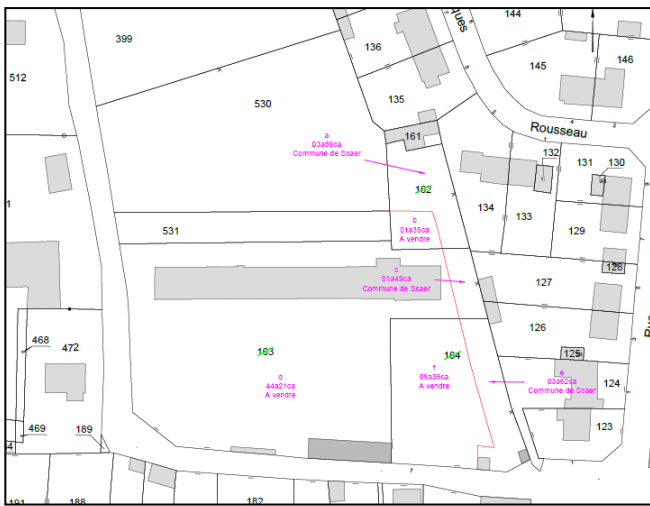 144
ques
399
136
145
146
512
135
530
Rousseau
a
03a89ca
Commune de Scaer
161
132
131
130
162
134
133
b
01a35ca
A vendre
531
129
128
c
01a49ca
Commune de Scaer
127
126
468
472
163
164
125
d
44a21ca
A vendre
f
09a35ca
A vendre
e
03a62ca
Commune de Scaer
124
123
469
189
191
188
182